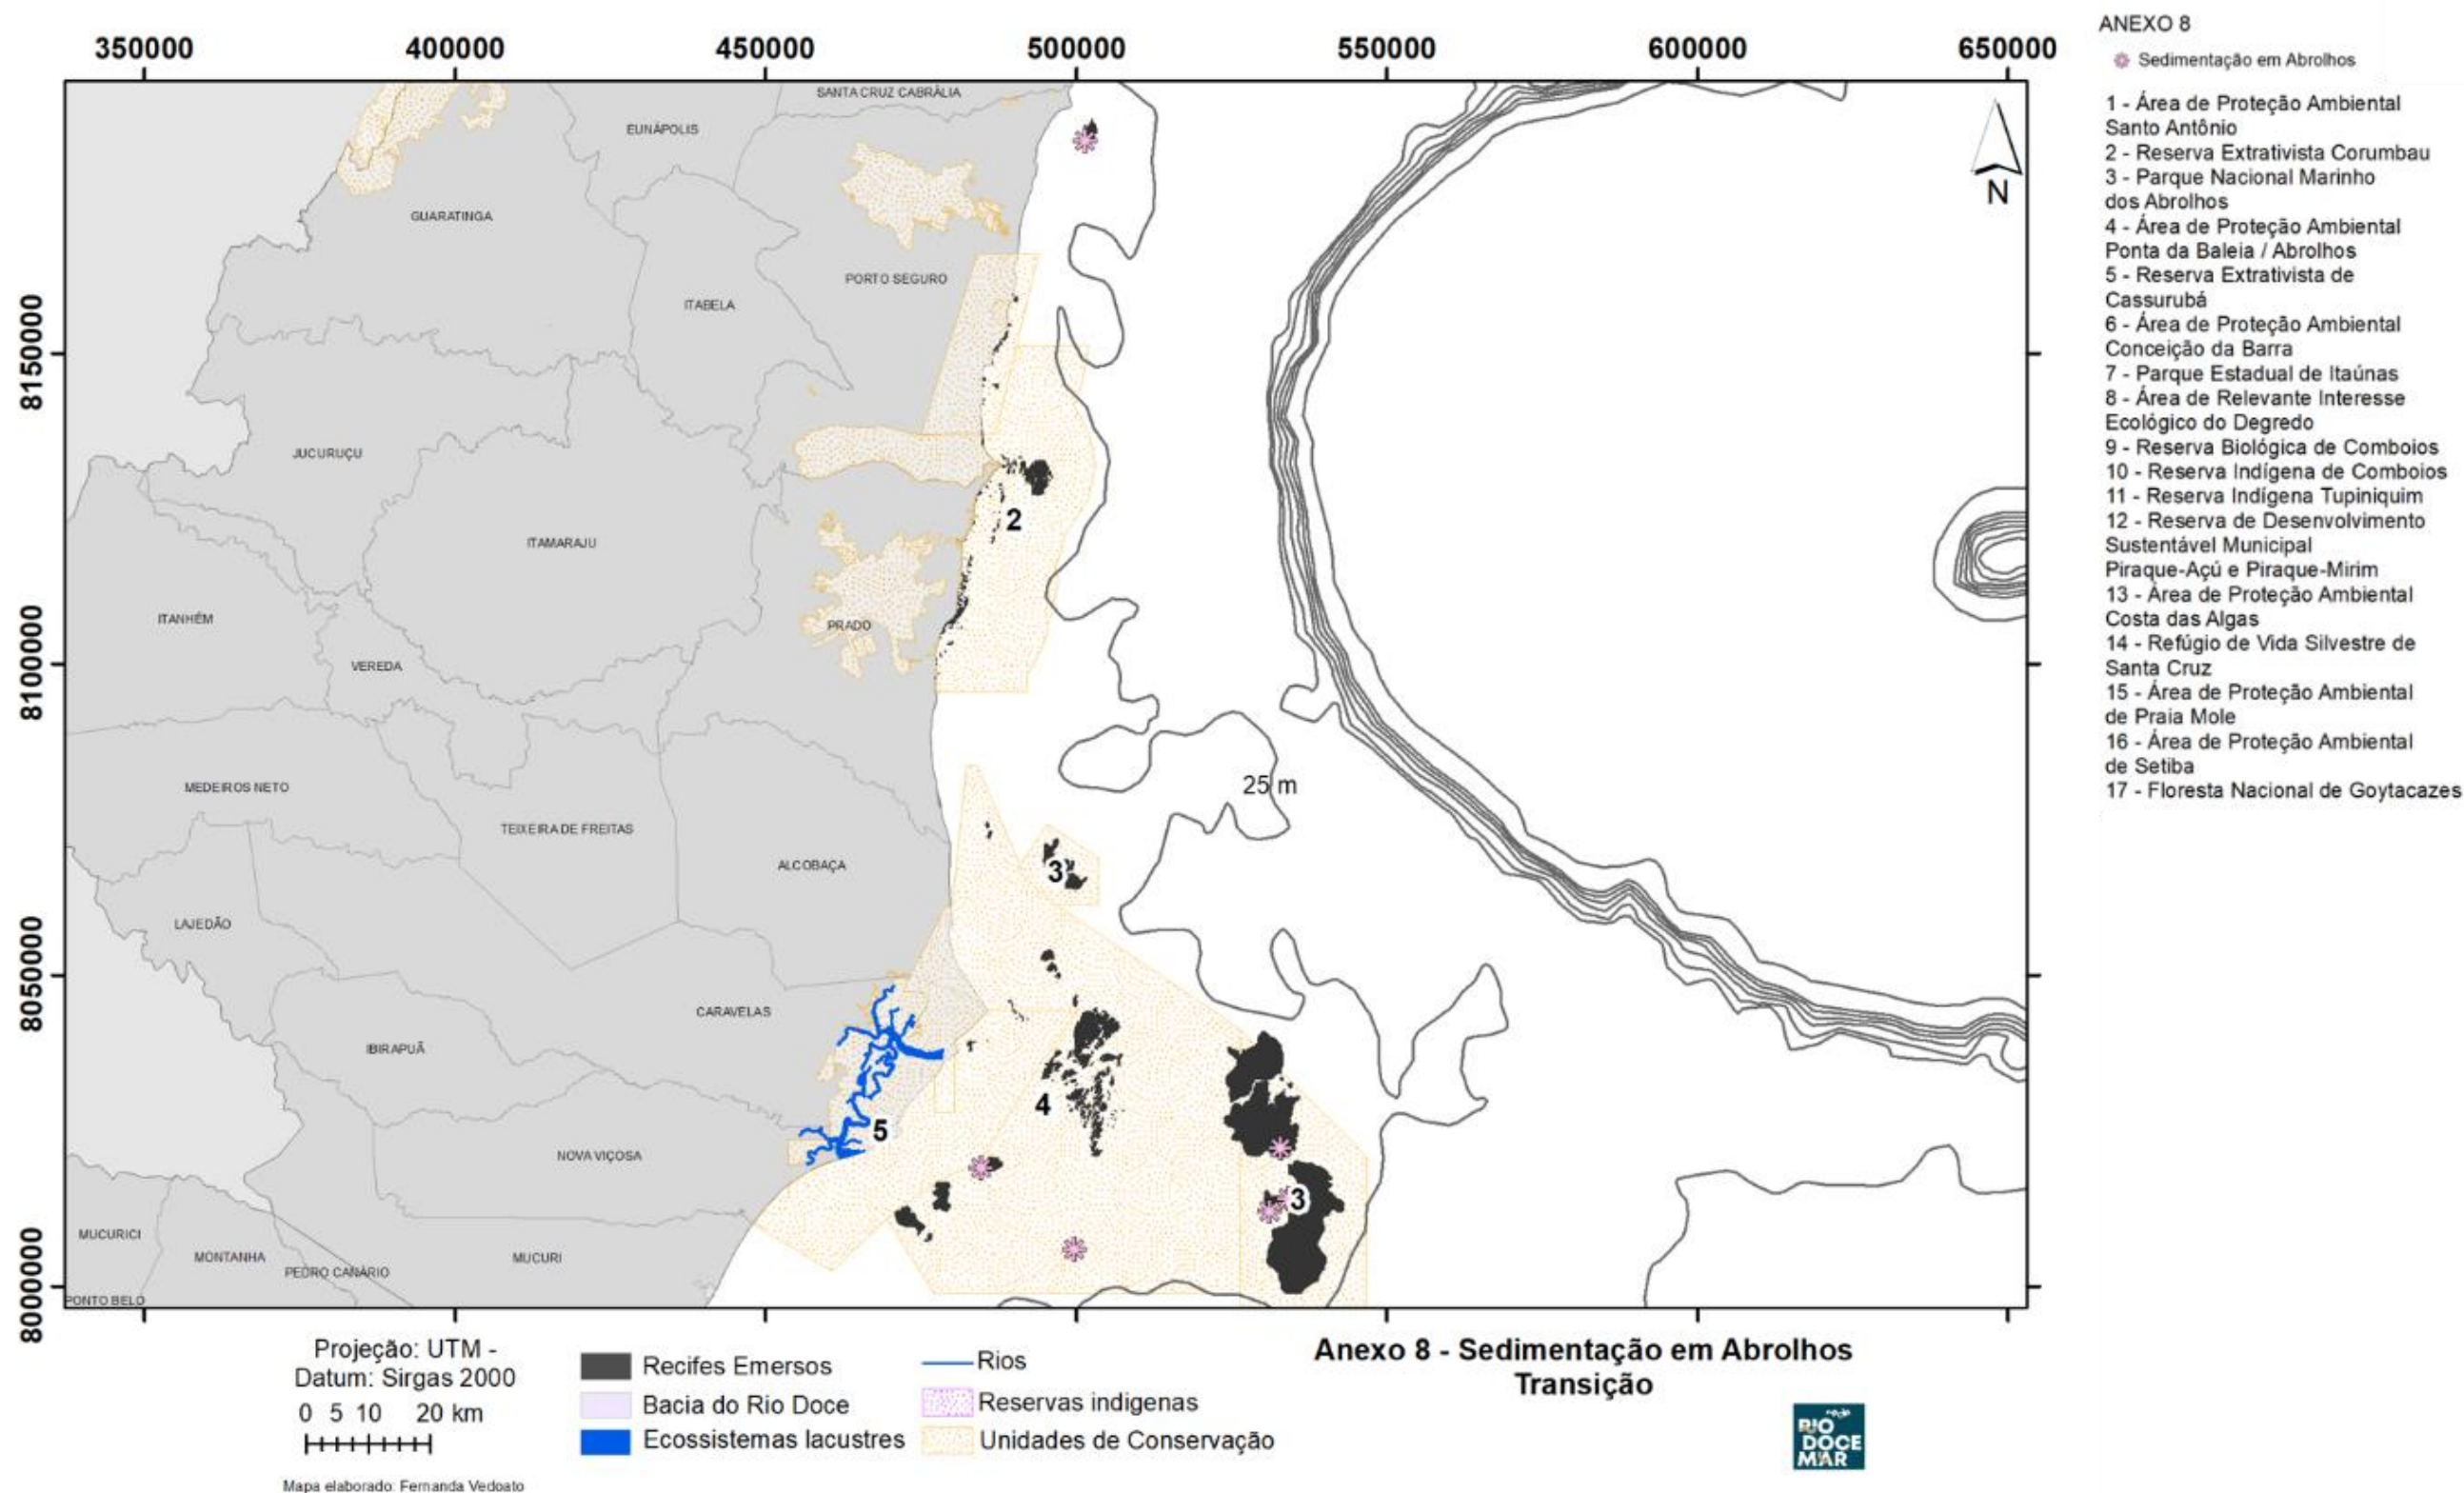 350000 400000 450000 500000 550000 600000 650000
ANEXO 8
Sedimentação em Abrolhos
1 - Área de Proteção Ambiental
Santo Antônio
2 - Reserva Extrativista Corumbau
3 - Parque Nacional Marinho
dos Abrolhos
4 - Área de Proteção Ambiental
Ponta da Baleia / Abrolhos
5 - Reserva Extrativista de
Cassurubá
6 - Área de Proteção Ambiental
Conceição da Barra
7 - Parque Estadual de Itaúnas
8 - Área de Relevante Interesse
Ecológico do Degredo
9 - Reserva Biológica de Comboios
10 - Reserva Indígena de Comboios
11 - Reserva Indígena Tupiniquim
12 - Reserva de Desenvolvimento
Sustentável Municipal
Piraque-Açú e Piraque-Mirim
13 - Área de Proteção Ambiental
Costa das Algas
14 - Refúgio de Vida Silvestre de
Santa Cruz
15 - Área de Proteção Ambiental
de Praia Mole
16 - Área de Proteção Ambiental
de Setiba
17 - Floresta Nacional de Goytacazes
N
8150000
8100000
8050000
8000000
SANTA CRUZ CABRÁLIA
EUNÁPOLIS
GUARATINGA
PORTO SEGURO
ITABELA
JUCURUÇU
2
ITAMARAJU
ITANHÉM
PRADO
VEREDA
25 m
MEDEIROS NETO
TEIXEIRA DE FREITAS
ALCOBAÇA
3
LAJEDÃO
CARAVELAS
IBIRAPUÃ
4
5
NOVA VIÇOSA
3
MUCURICI
MONTANHA
MUCURI
PEDRO CANÁRIO
PONTO BELO
Projeção: UTM -
Datum: Sirgas 2000
0 5 10 20 km
Mapa elaborado: Fernanda Vedoato
Recifes Emersos
Bacia do Rio Doce
Ecossistemas lacustres
Rios
Reservas indigenas
Unidades de Conservação
Anexo 8 - Sedimentação em Abrolhos
Transição
RIO
DOCE
MAR